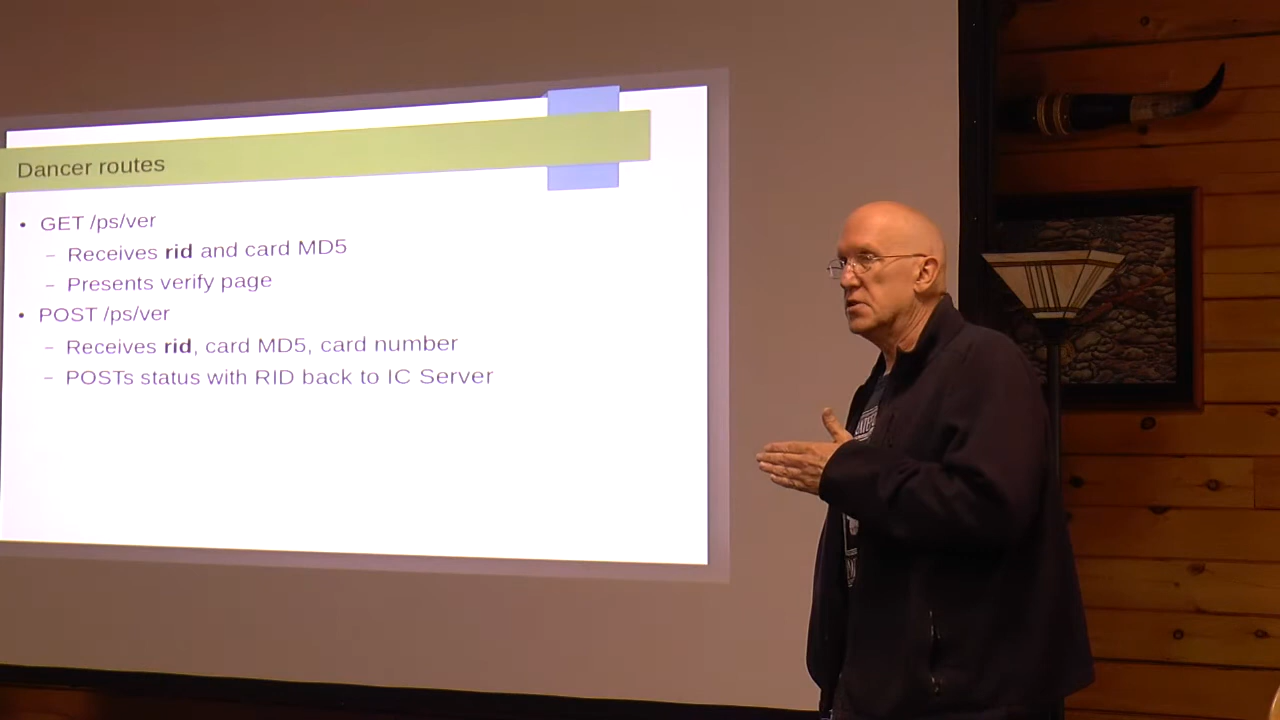 Dancer routes
• GET /ps/ver
– Receives rid and card MD5
– Presents verify page
• POST /ps/ver
– Receives rid, card MD5, card number
– POSTs status with RID back to IC Server